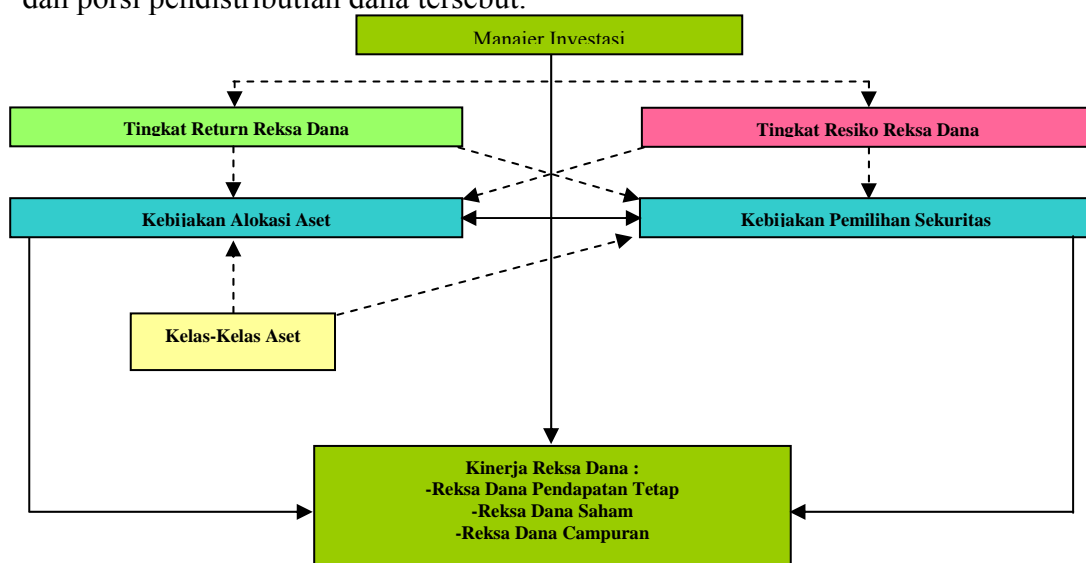 dan porsi pendistribution dana tersebut.
Manajer Investasi
Tingkat Return Reksa Dana
Tingkat Resiko Reksa Dana
Kebijakan Alokasi Aset
Kebijakan Pemilihan Sekuritas
Kelas-Kelas Aset
Kinerja Reksa Dana :
-Reksa Dana Pendapatan Tetap
-Reksa Dana Saham
-Reksa Dana Campuran